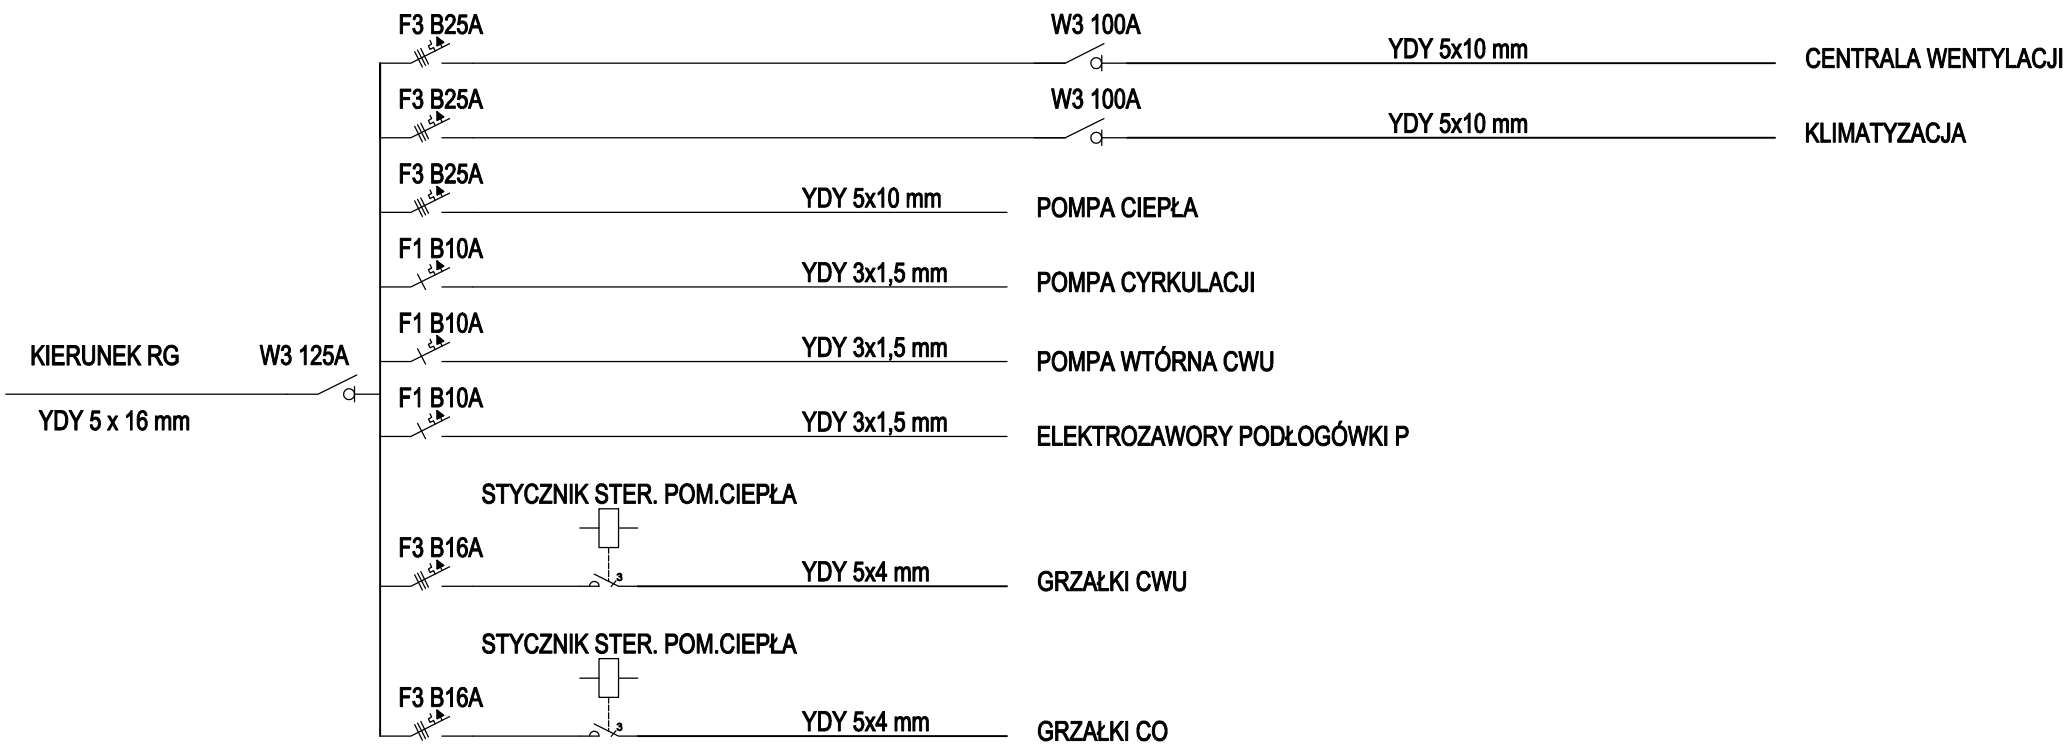 F3 B25A
W3 100A
YDY 5x10 mm
CENTRALA WENTYLACJI
F3 B25A
W3 100A
YDY 5x10 mm
KLIMATYZACJA
F3 B25A
YDY 5x10 mm
POMPA CIEPŁA
F1 B10A
YDY 3x1,5 mm
POMPA CYRKULACJI
F1 B10A
YDY 3x1,5 mm
POMPA WTÓRNA CWU
KIERUNEK RG
W3 125A
YDY 5 x 16 mm
F1 B10A
YDY 3x1,5 mm
ELEKTROZAWORY PODŁOGÓWKI P
STYCZNIK STER. POM.CIEPŁA
F3 B16A
3
YDY 5x4 mm
GRZAŁKI CWU
STYCZNIK STER. POM.CIEPŁA
F3 B16A
3
YDY 5x4 mm
GRZAŁKI CO